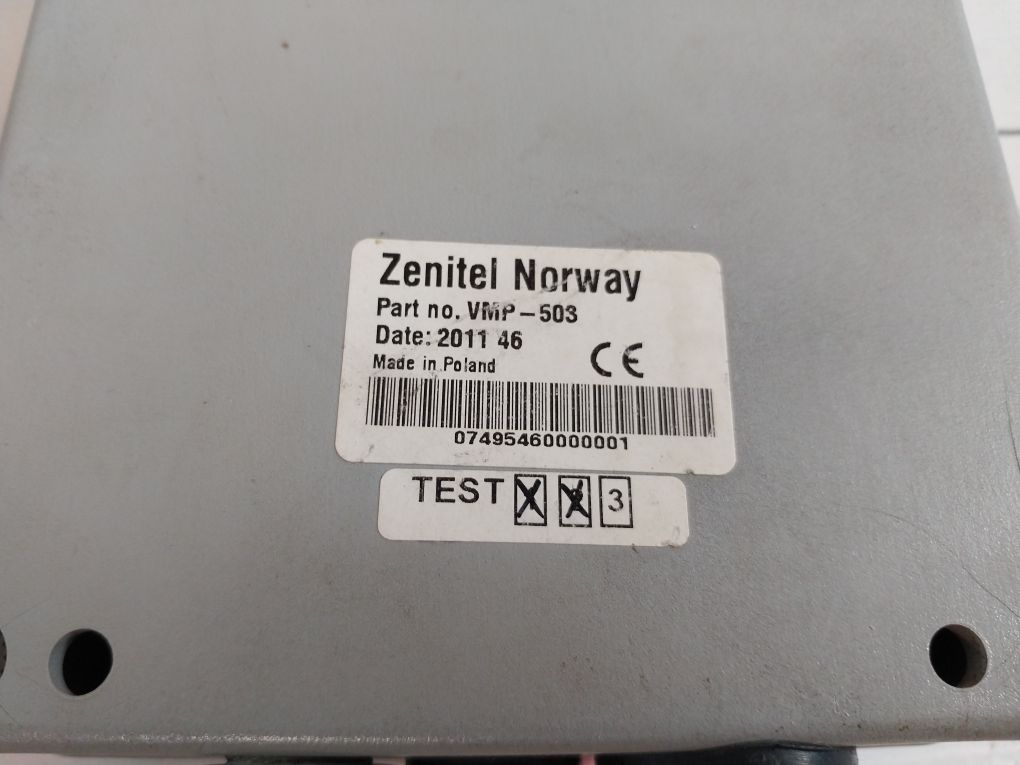 Zenitel Norway
Part no. VMP-503
Date: 2011 46
Made in Poland
CE
07495460000001
TEST X X 3